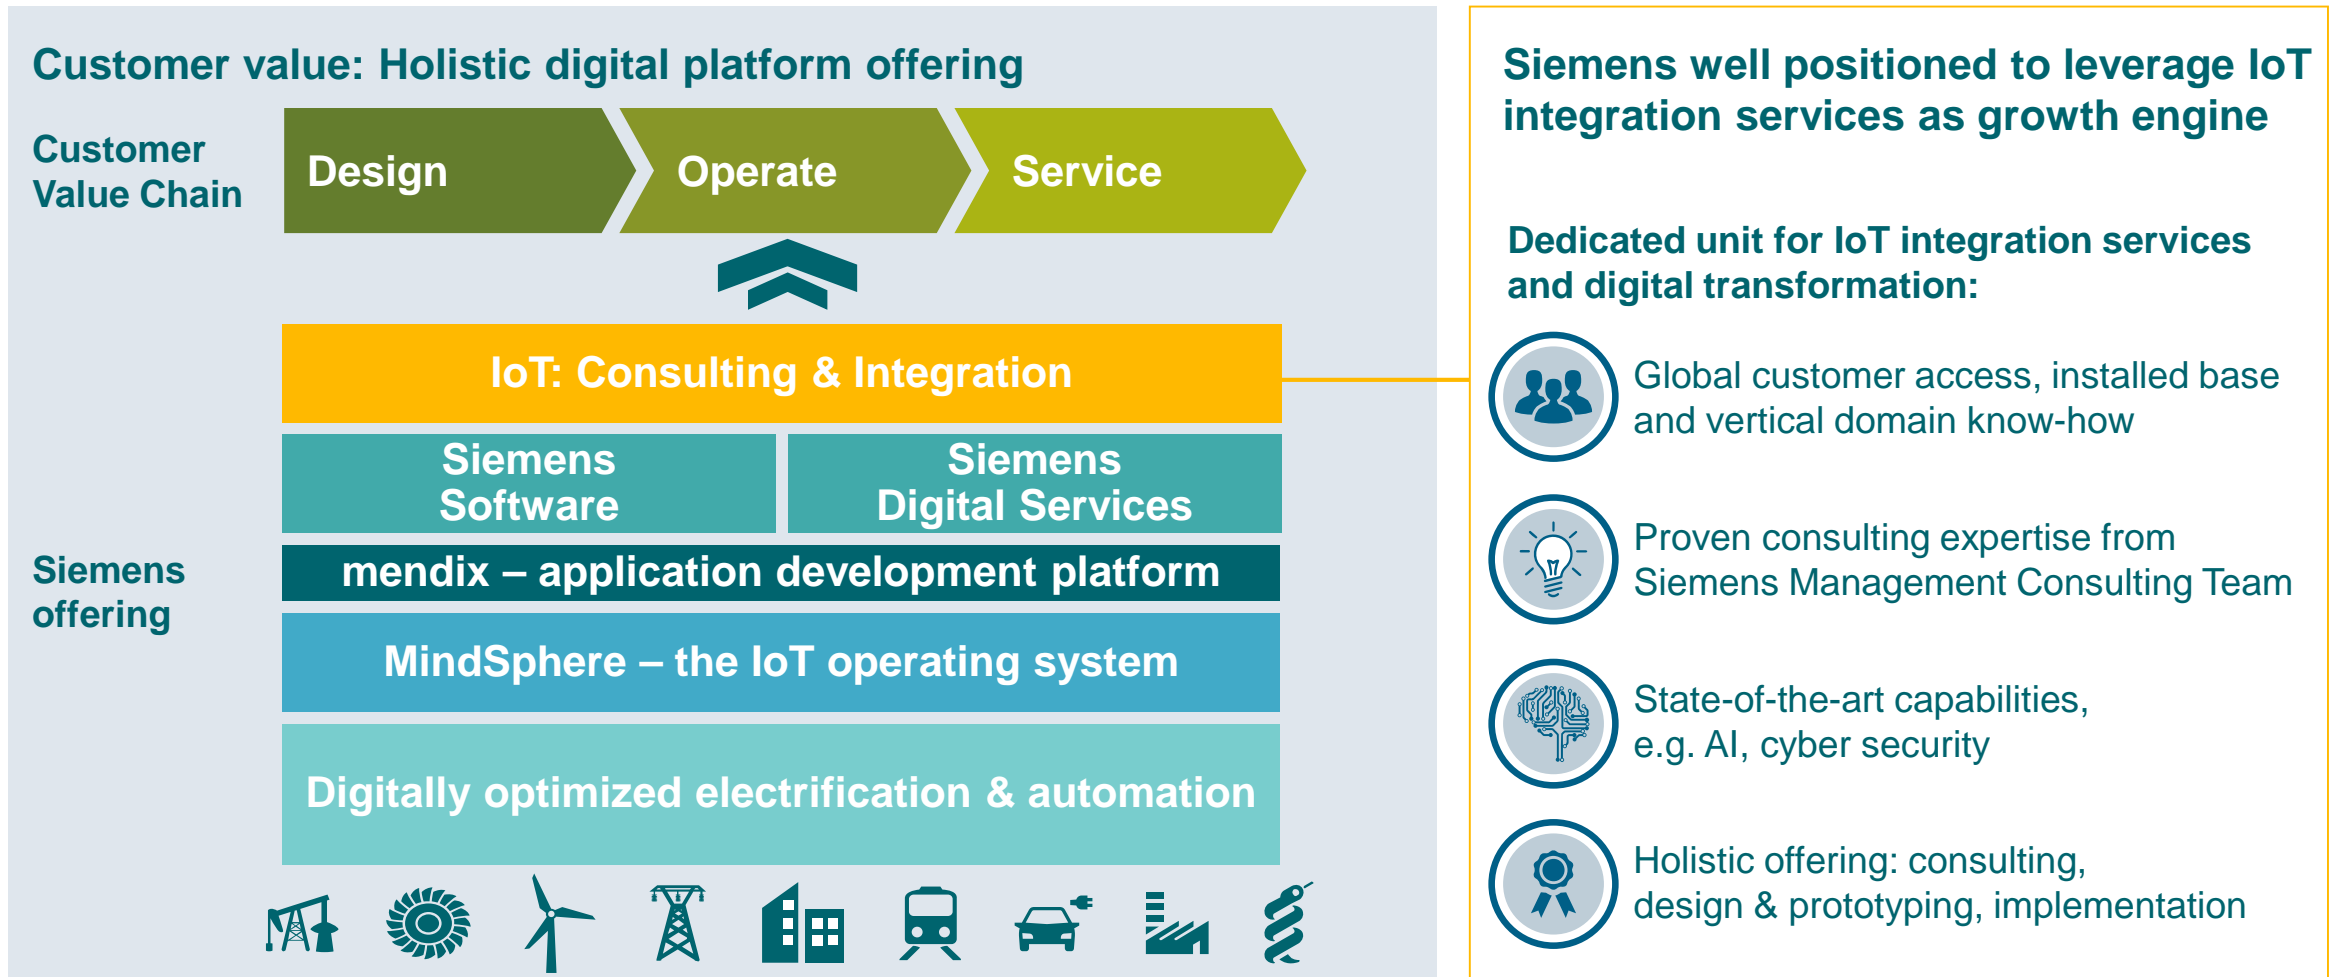 Customer value: Holistic digital platform offering
Customer
Value Chain
Design
Operate
Service
IoT: Consulting & Integration
Siemens
Software
Siemens
Digital Services
Siemens
offering
mendix – application development platform
MindSphere – the IoT operating system
Digitally optimized electrification & automation
Siemens well positioned to leverage IoT
integration services as growth engine
Dedicated unit for IoT integration services
and digital transformation:
Global customer access, installed base
and vertical domain know-how
Proven consulting expertise from
Siemens Management Consulting Team
State-of-the-art capabilities,
e.g. AI, cyber security
Holistic offering: consulting,
design & prototyping, implementation